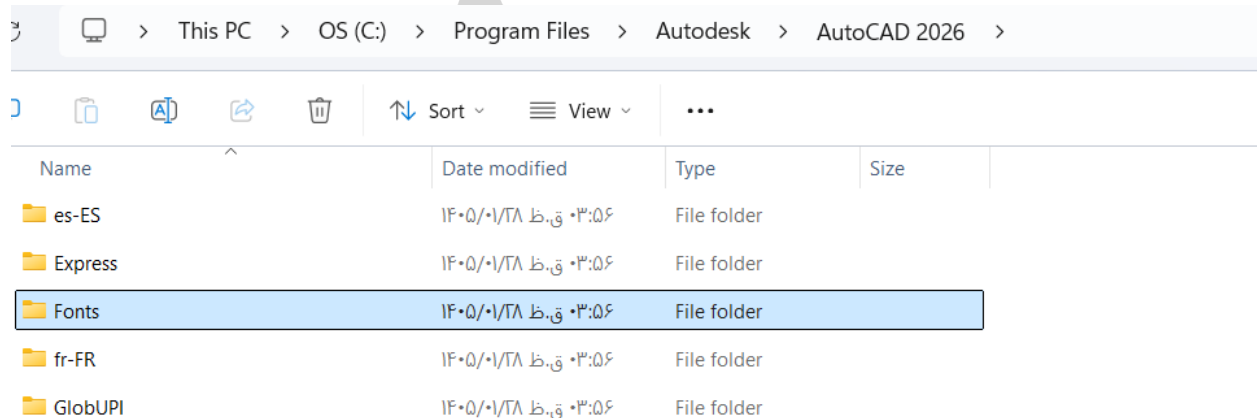 This PC > OS (C:) > Program Files > Autodesk > AutoCAD 2026 >
Sort View ...
Name Date modified Type Size
es-ES ۱۴۰۵/۰۱/۲۸ ق.ظ ۰۳:۵۶ File folder
Express ۱۴۰۵/۰۱/۲۸ ق.ظ ۰۳:۵۶ File folder
Fonts ۱۴۰۵/۰۱/۲۸ ق.ظ ۰۳:۵۶ File folder
fr-FR ۱۴۰۵/۰۱/۲۸ ق.ظ ۰۳:۵۶ File folder
GlobUPI ۱۴۰۵/۰۱/۲۸ ق.ظ ۰۳:۵۶ File folder